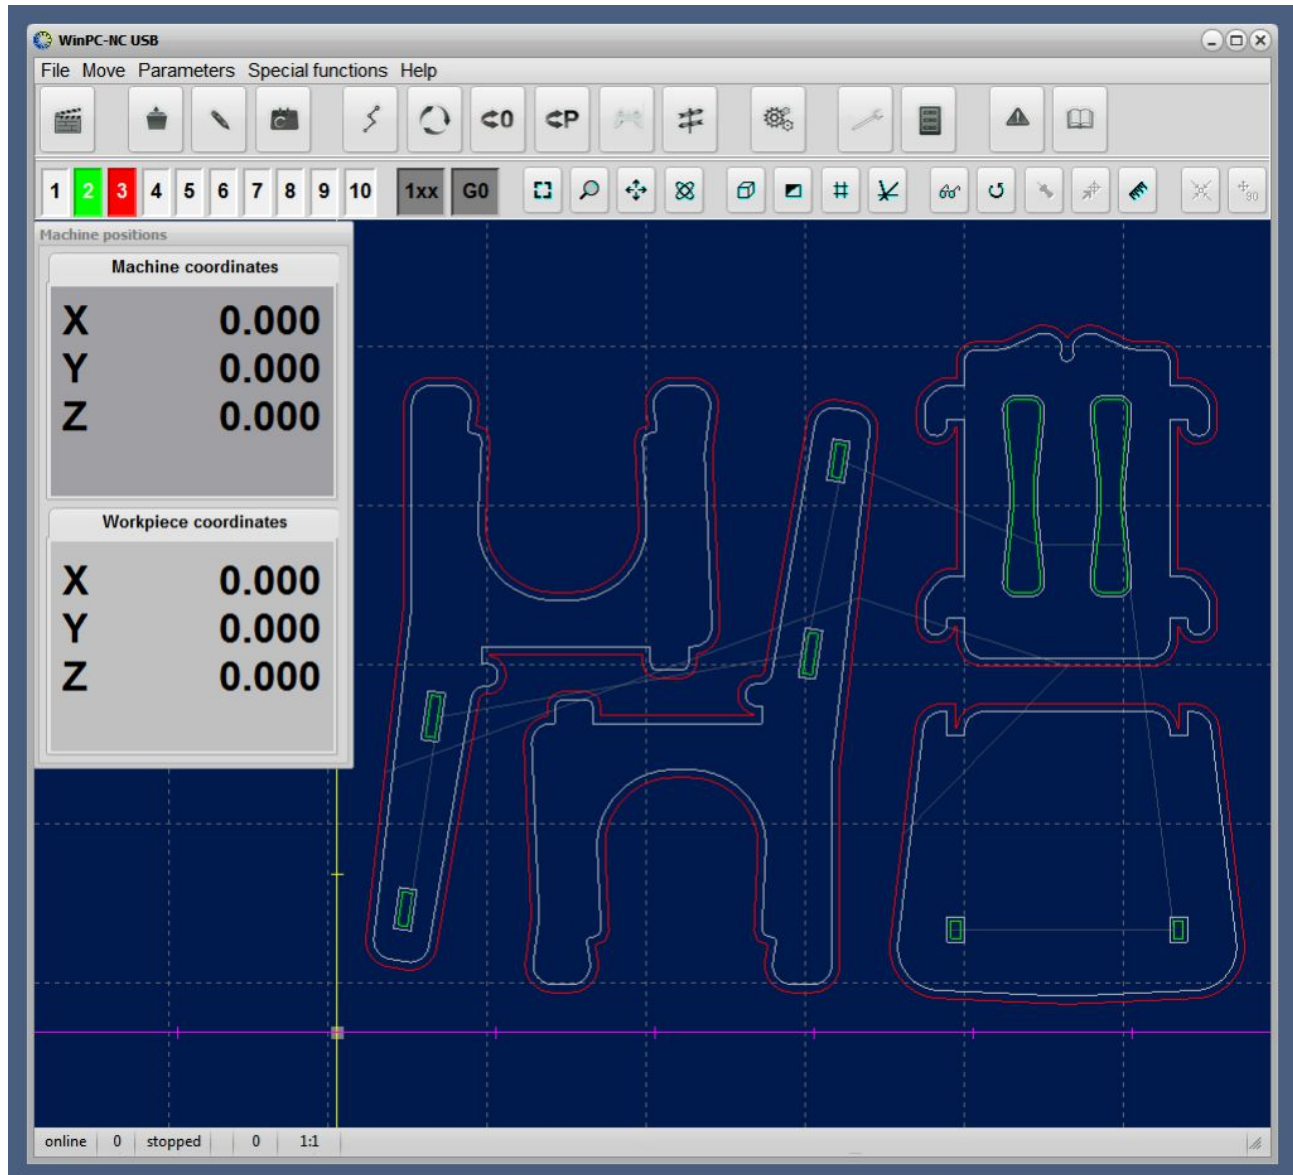 WinPC-NC USB
File Move Parameters Special functions Help
C 0 P
1 2 3 4 5 6 7 8 9 10 1xx G0 90
Machine positions
Machine coordinates
X 0.000
Y 0.000
Z 0.000
Workpiece coordinates
X 0.000
Y 0.000
Z 0.000
online 0 stopped 0 1:1